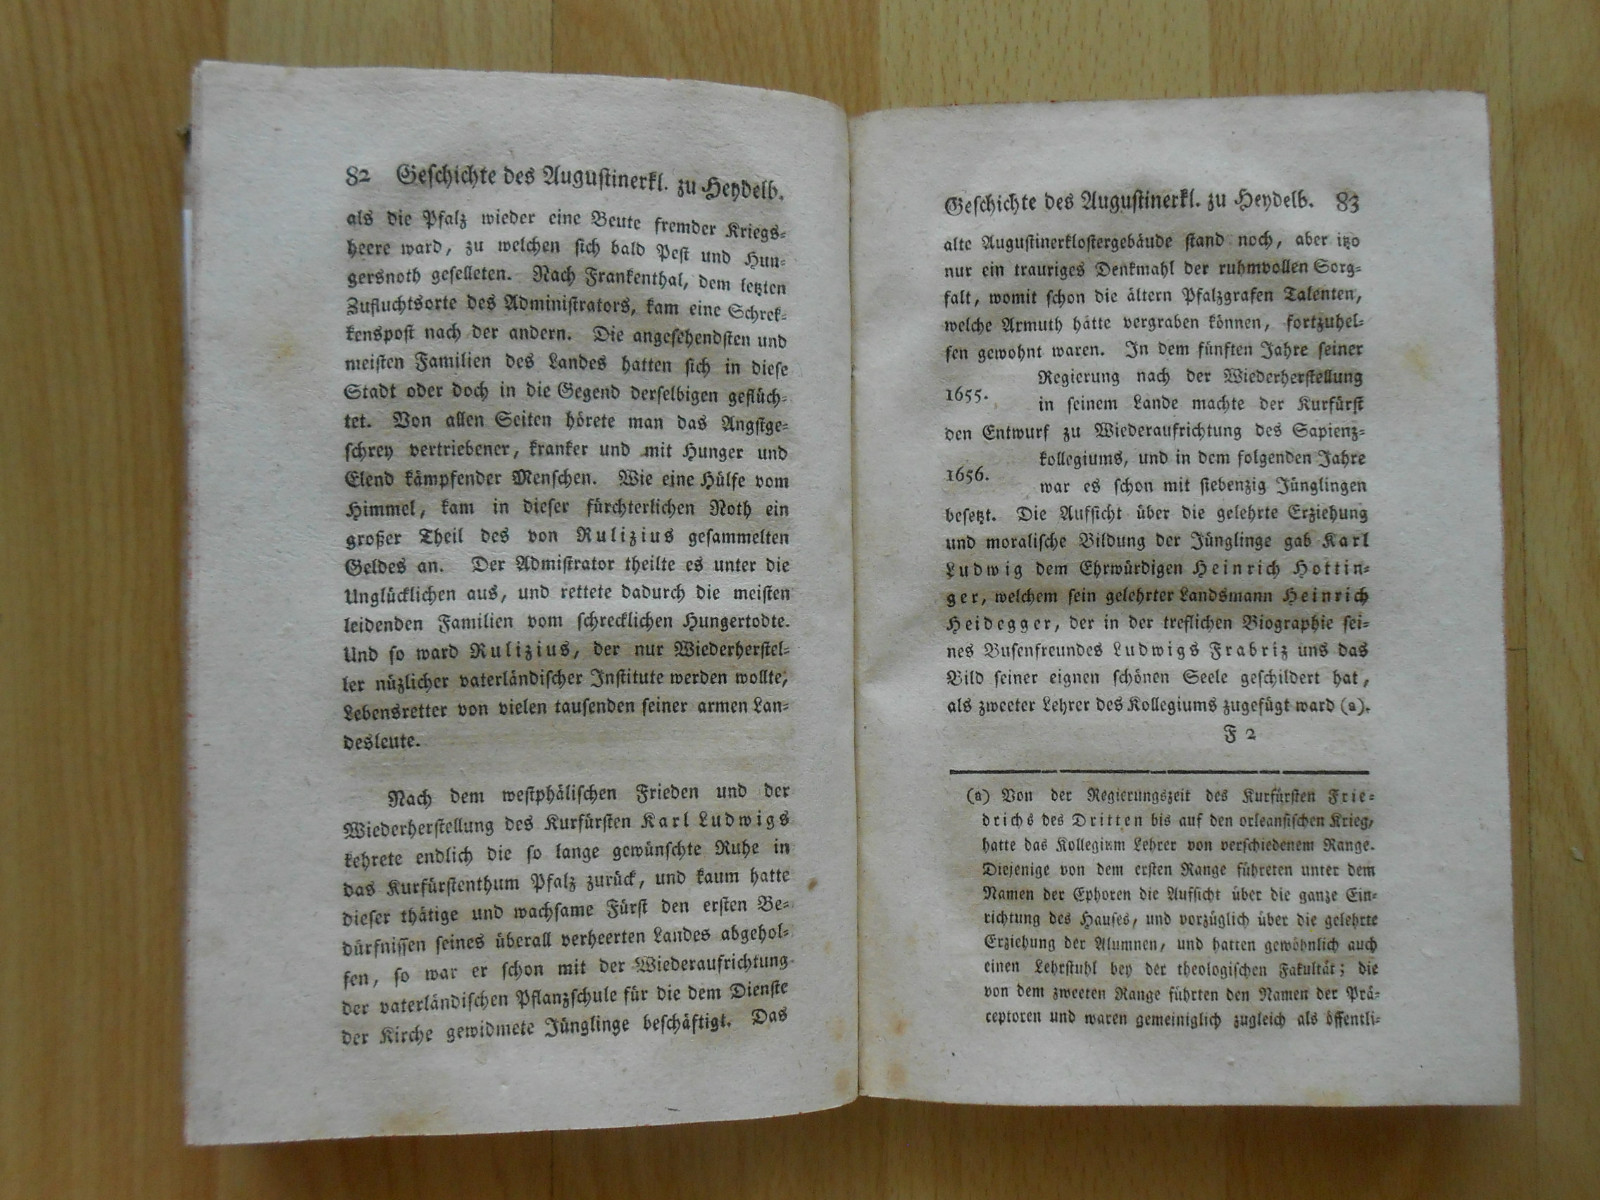 82 Geschichte des Augustinerkl. zu Heydelb.
als die Pfalz wieder eine Beute fremder Kriegs-
heere ward, zu welchen sich bald Pest und Hun-
gersnoth geselleten. Nach Frankenthal, dem letzten
Zufluchtsorte des Administrators, kam eine Schrek-
kenspost nach der andern. Die angesehendsten und
meisten Familien des Landes hatten sich in diese
Stadt oder doch in die Gegend derselbigen geflüch-
tet. Von allen Seiten hörete man das Angstge-
schrey vertriebener, kranker und mit Hunger und
Elend kämpfender Menschen. Wie eine Hülfe vom
Himmel, kam in dieser fürchterlichen Noth ein
großer Theil des von Rulizius gesammelten
Geldes an. Der Admistrator theilte es unter die
Unglücklichen aus, und rettete dadurch die meisten
leidenden Familien vom schrecklichen Hungertodte.
Und so ward Rulizius, der nur Wiederherstel-
ler nüzlicher vaterländischer Institute werden wollte,
Lebensretter von vielen tausenden seiner armen Lan-
desleute.
Nach dem westphälischen Frieden und der
Wiederherstellung des Kurfürsten Karl Ludwigs
kehrete endlich die so lange gewünschte Ruhe in
das Kurfürstenthum Pfalz zurück, und kaum hatte
dieser thätige und wachsame Fürst den ersten Be-
dürfnissen seines überall verheerten Landes abgehol-
fen, so war er schon mit der Wiederaufrichtung
der vaterländischen Pflanzschule für die dem Dienste
der Kirche gewidmete Jünglinge beschäftigt. Das
Geschichte des Augustinerkl. zu Heydelb. 83
alte Augustinerklostergebäude stand noch, aber itzo
nur ein trauriges Denkmahl der ruhmvollen Sorg-
falt, womit schon die ältern Pfalzgrafen Talenten,
welche Armuth hätte vergraben können, fortzuhel-
fen gewohnt waren. In dem fünften Jahre seiner
1655. Regierung nach der Wiederherstellung
in seinem Lande machte der Kurfürst
den Entwurf zu Wiederaufrichtung des Sapienz-
1656. kollegiums, und in dem folgenden Jahre
war es schon mit siebenzig Jünglingen
besetzt. Die Aufsicht über die gelehrte Erziehung
und moralische Bildung der Jünglinge gab Karl
Ludwig dem Ehrwürdigen Heinrich Hottin-
ger, welchem sein gelehrter Landsmann Heinrich
Heidegger, der in der treflichen Biographie sei-
nes Busenfreundes Ludwigs Frabriz uns das
Bild seiner eignen schönen Seele geschildert hat,
als zweeter Lehrer des Kollegiums zugefügt ward (a).
F 2
(a) Von der Regierungszeit des Kurfürsten Frie-
drichs des Dritten bis auf den orleansischen Krieg,
hatte das Kollegium Lehrer von verschiedenem Range.
Diejenige von dem ersten Range führeten unter dem
Namen der Ephoren die Aufsicht über die ganze Ein-
richtung des Hauses, und vorzüglich über die gelehrte
Erziehung der Alumnen, und hatten gewöhnlich auch
einen Lehrstuhl bey der theologischen Fakultät; die
von dem zweeten Range führten den Namen der Prä-
ceptoren und waren gemeiniglich zugleich als öffentli-